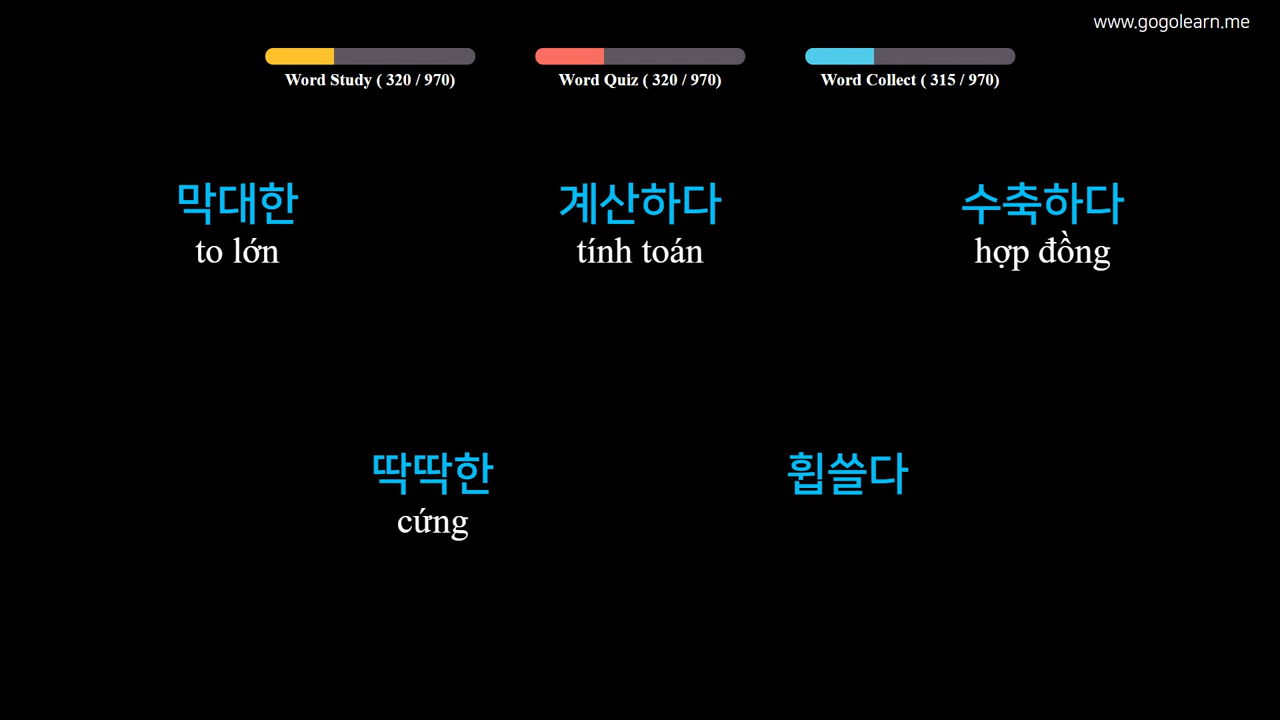 www.gogolearn.me
Word Study ( 320 / 970)
Word Quiz ( 320 / 970)
Word Collect ( 315 / 970)
막대한
to lớn
계산하다
tính toán
수축하다
hợp đồng
딱딱한
cứng
휩쓸다